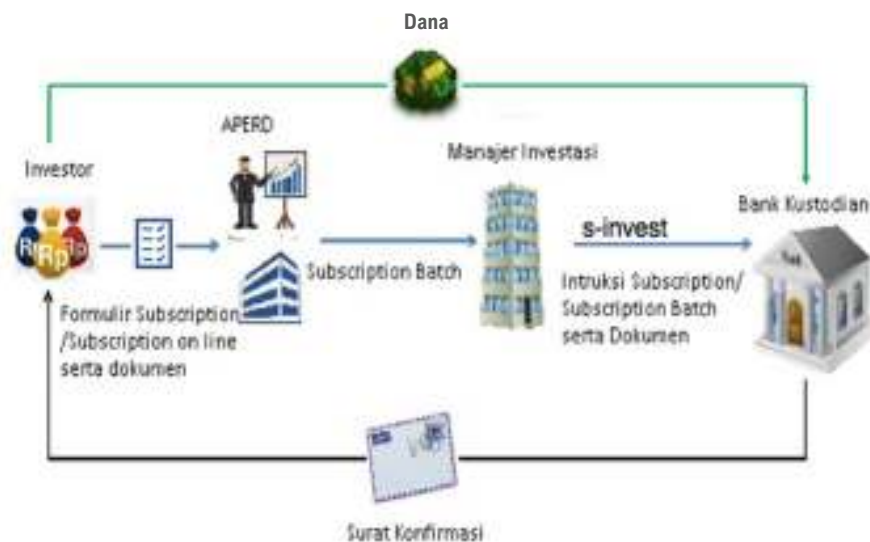 Dana
APERD
Manajer Investasi
Investor
Bank Kustodian
s-invest
Subscription Batch
Intruksi Subscription/
Subscription Batch
serta Dokumen
Formulir Subscription
/Subscription on line
serta dokumen
Surat Konfirmasi